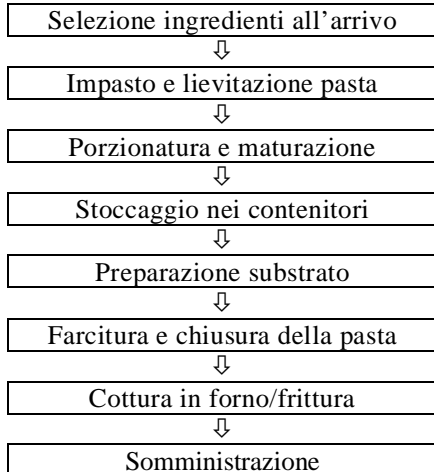 Selezione ingredienti all'arrivo
⇩
Impasto e lievitazione pasta
⇩
Porzionatura e maturazione
⇩
Stoccaggio nei contenitori
⇩
Preparazione substrato
⇩
Farcitura e chiusura della pasta
⇩
Cottura in forno/frittura
⇩
Somministrazione